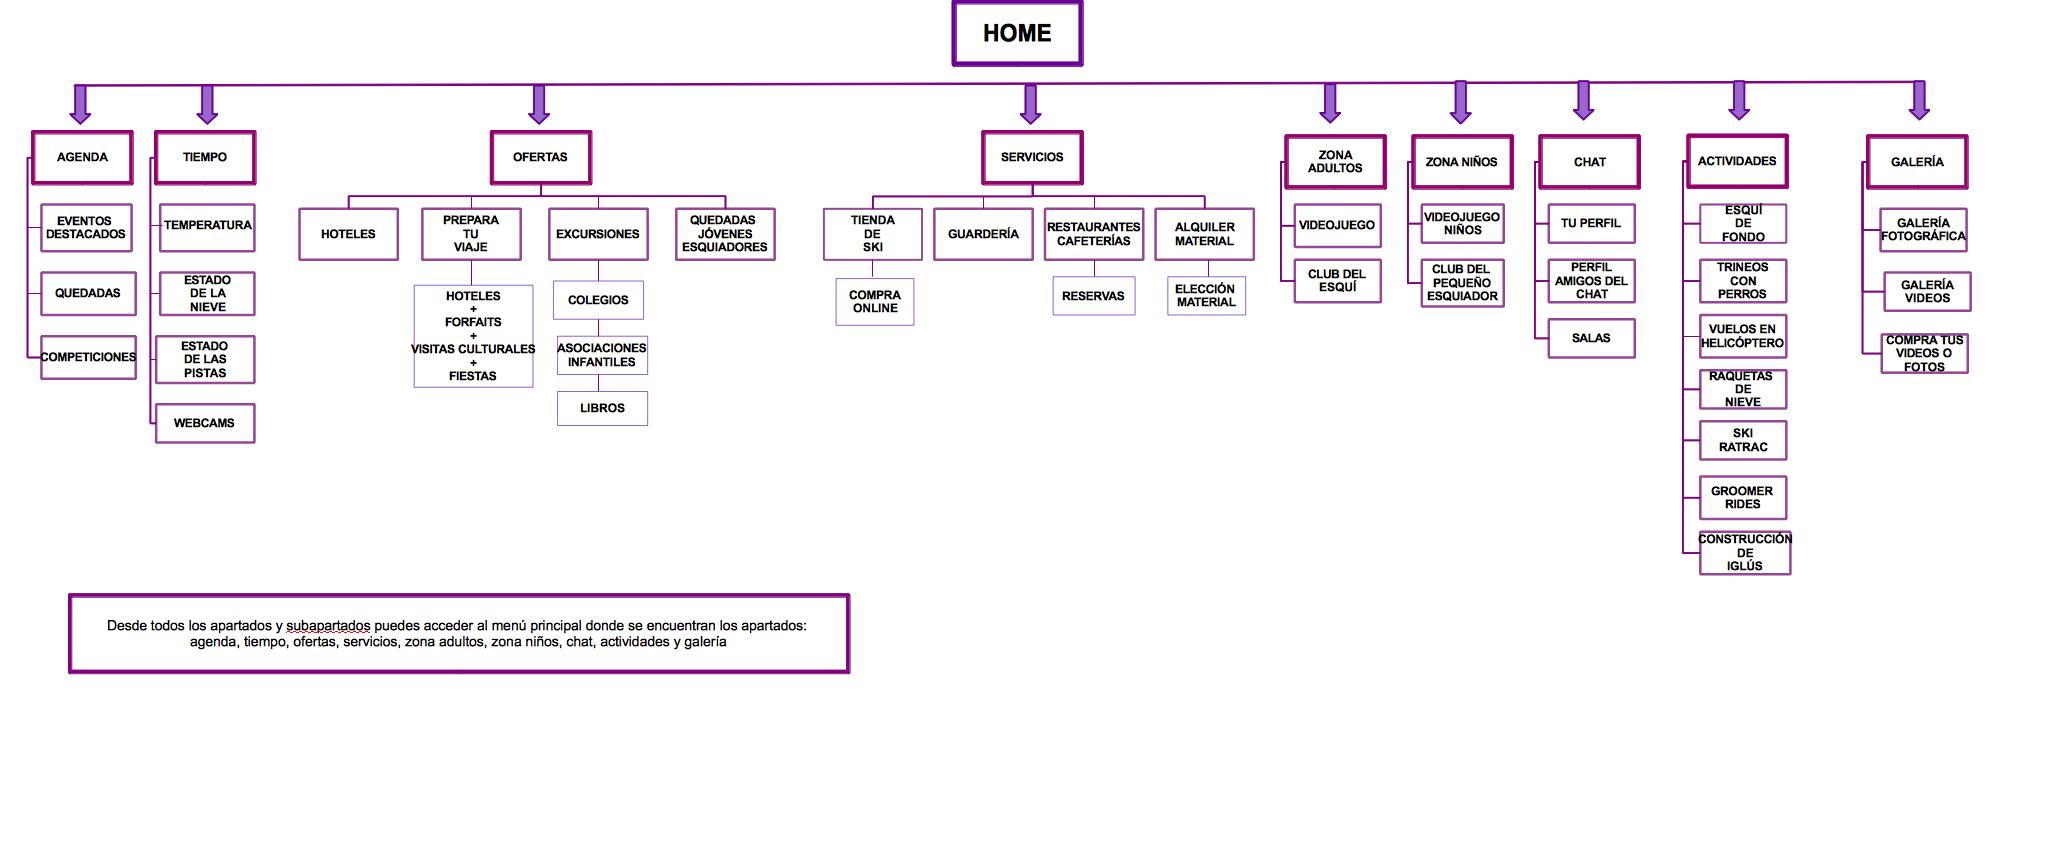 HOME
AGENDA
EVENTOS
DESTACADOS
QUEDADAS
COMPETICIONES
TIEMPO
TEMPERATURA
ESTADO
DE LA
NIEVE
ESTADO
DE LAS
PISTAS
WEBCAMS
OFERTAS
HOTELES
PREPARA
TU
VIAJE
HOTELES
+
FORFAITS
+
VISITAS CULTURALES
+
FIESTAS
EXCURSIONES
COLEGIOS
ASOCIACIONES
INFANTILES
LIBROS
QUEDADAS
JÓVENES
ESQUIADORES
SERVICIOS
TIENDA
DE
SKI
COMPRA
ONLINE
GUARDERÍA
RESTAURANTES
CAFETERÍAS
RESERVAS
ALQUILER
MATERIAL
ELECCIÓN
MATERIAL
ZONA
ADULTOS
VIDEOJUEGO
CLUB DEL
ESQUÍ
ZONA NIÑOS
VIDEOJUEGO
NIÑOS
CLUB DEL
PEQUEÑO
ESQUIADOR
CHAT
TU PERFIL
PERFIL
AMIGOS DEL
CHAT
SALAS
ACTIVIDADES
ESQUÍ
DE
FONDO
TRINEOS
CON
PERROS
VUELOS EN
HELICÓPTERO
RAQUETAS
DE
NIEVE
SKI
RATRAC
GROOMER
RIDES
CONSTRUCCIÓN
DE
IGLÚS
GALERÍA
GALERÍA
FOTOGRÁFICA
GALERÍA
VIDEOS
COMPRA TUS
VIDEOS O
FOTOS
Desde todos los apartados y subapartados puedes acceder al menú principal donde se encuentran los apartados:
agenda, tiempo, ofertas, servicios, zona adultos, zona niños, chat, actividades y galería